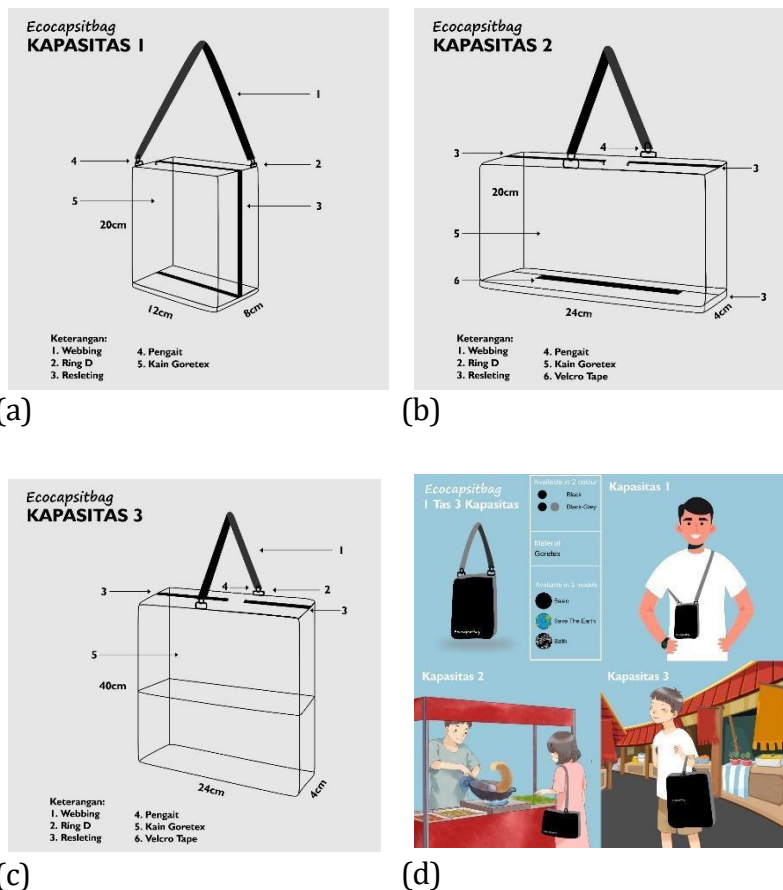 Ecocapsitbag
KAPASITAS 1
1
4
2
5
3
20cm
12cm
8cm
Keterangan:
1. Webbing
2. Ring D
3. Resleting
4. Pengait
5. Kain Goretex
(a)
Ecocapsitbag
KAPASITAS 2
4
3
3
20cm
5
6
3
24cm
4cm
Keterangan:
1. Webbing
2. Ring D
3. Resleting
4. Pengait
5. Kain Goretex
6. Velcro Tape
(b)
Ecocapsitbag
KAPASITAS 3
1
4
2
3
3
5
40cm
24cm
4cm
Keterangan:
1. Webbing
2. Ring D
3. Resleting
4. Pengait
5. Kain Goretex
6. Velcro Tape
(c)
Ecocapsitbag
1 Tas 3 Kapasitas
Ecocapsitbag
Available in 2 colour
Black
Black-Grey
Material
Goretex
Basic
Save The Earth
Batik
Kapasitas 1
Kapasitas 2
Kapasitas 3
(d)